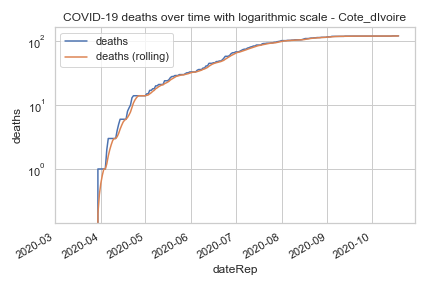 COVID-19 deaths over time with logarithmic scale - Cote_dIvoire
deaths
deaths (rolling)
10²
10¹
10⁰
deaths
2020-03
2020-04
2020-05
2020-06
2020-07
2020-08
2020-09
2020-10
dateRep